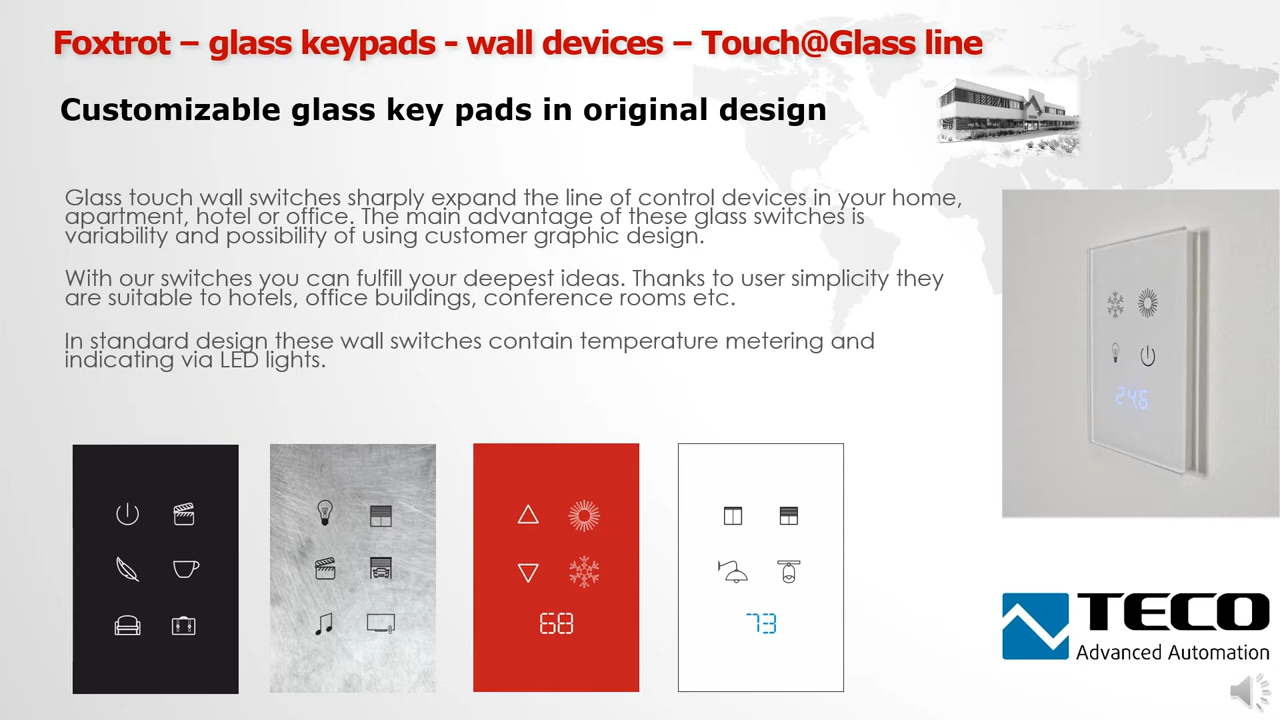 Foxtrot – glass keypads - wall devices – Touch@Glass line
Customizable glass key pads in original design
Glass touch wall switches sharply expand the line of control devices in your home,
apartment, hotel or office. The main advantage of these glass switches is
variability and possibility of using customer graphic design.
With our switches you can fulfill your deepest ideas. Thanks to user simplicity they
are suitable to hotels, office buildings, conference rooms etc.
In standard design these wall switches contain temperature metering and
indicating via LED lights.
24.6
68
73
TECO
Advanced Automation